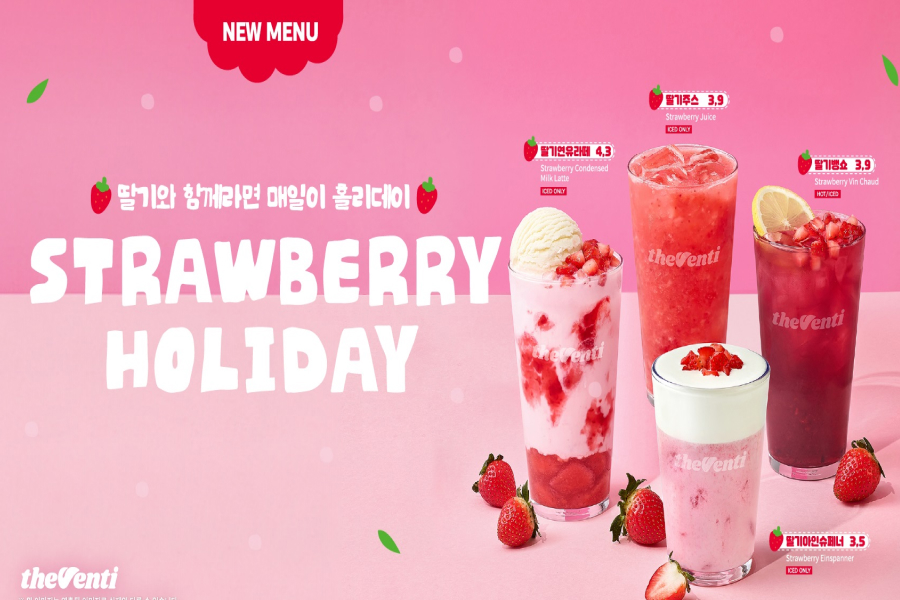 NEW MENU
딸기와 함께라면 매일이 홀리데이
STRAWBERRY
HOLIDAY
딸기연유라떼 4.3
Strawberry Condensed
Milk Latte
ICED ONLY
딸기주스 3.9
Strawberry Juice
ICED ONLY
딸기뱅쇼 3.9
Strawberry Vin Chaud
HOT/ICED
theVenti
theVenti
theVenti
theVenti
딸기아인슈페너 3.5
Strawberry Einspanner
ICED ONLY
theVenti